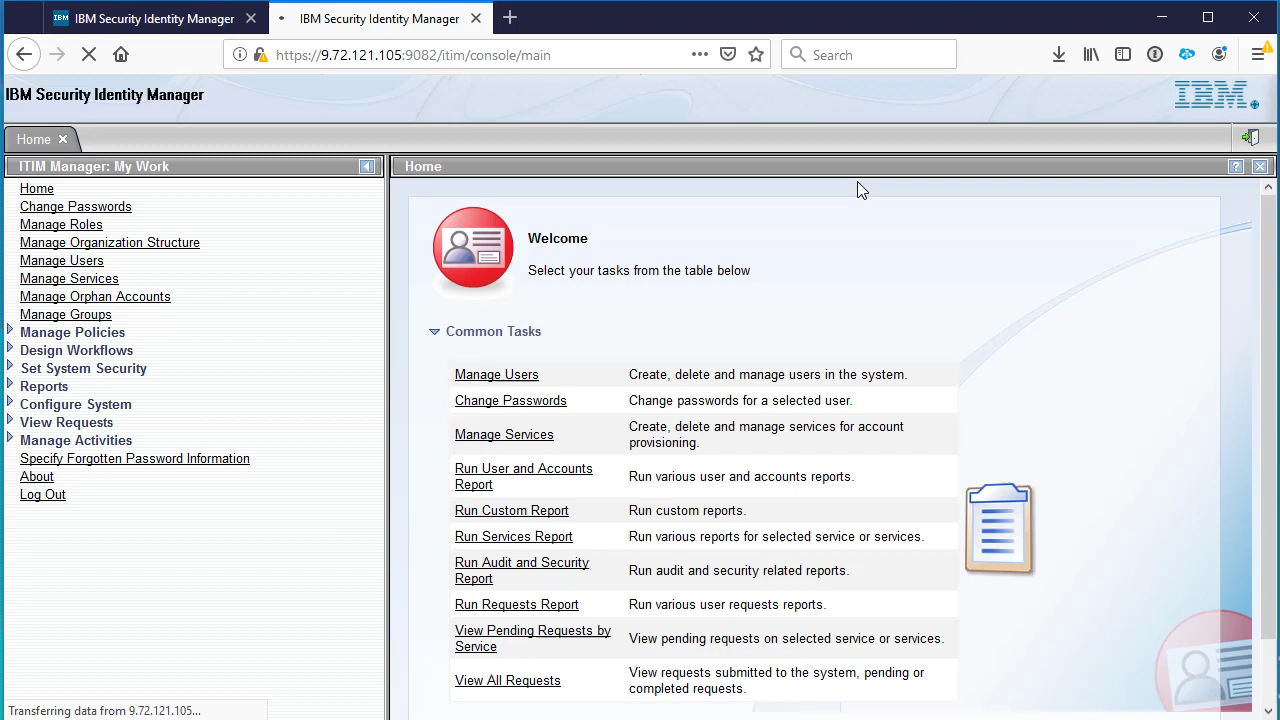 IBM Security Identity Manager
IBM Security Identity Manager
https://9.72.121.105:9082/itim/console/main
Search
IBM Security Identity Manager
IBM.
Home
ITIM Manager: My Work
Home
Home
Change Passwords
Manage Roles
Manage Organization Structure
Manage Users
Manage Services
Manage Orphan Accounts
Manage Groups
Manage Policies
Design Workflows
Set System Security
Reports
Configure System
View Requests
Manage Activities
Specify Forgotten Password Information
About
Log Out
Welcome
Select your tasks from the table below
Common Tasks
Manage Users
Create, delete and manage users in the system.
Change Passwords
Change passwords for a selected user.
Manage Services
Create, delete and manage services for account
provisioning.
Run User and Accounts
Report
Run various user and accounts reports.
Run Custom Report
Run custom reports.
Run Services Report
Run various reports for selected service or services.
Run Audit and Security
Report
Run audit and security related reports.
Run Requests Report
Run various user requests reports.
View Pending Requests by
Service
View pending requests on selected service or services.
View All Requests
View requests submitted to the system, pending or
completed requests.
Transferring data from 9.72.121.105...